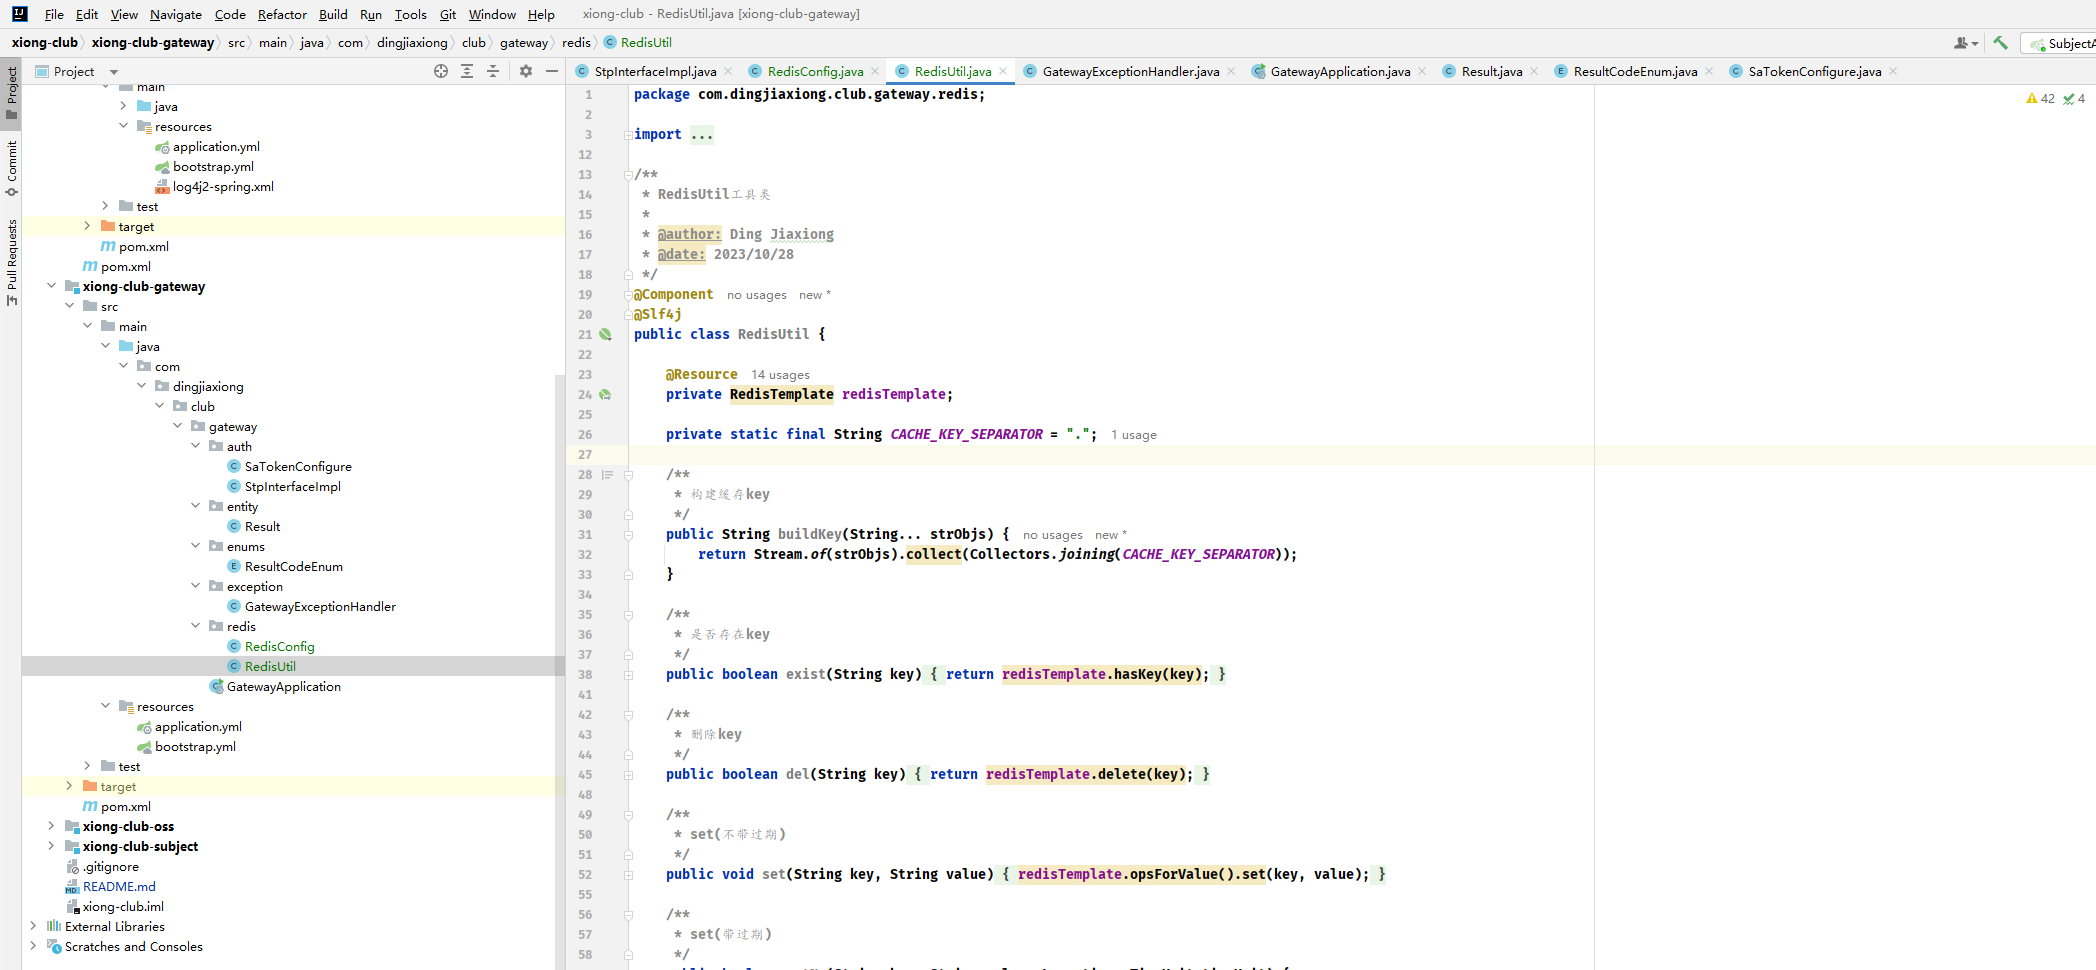 File Edit View Navigate Code Refactor Build Run Tools Git Window Help xiong-club - RedisUtil.java [xiong-club-gateway]
xiong-club xiong-club-gateway src main java com dingjiaxiong club gateway redis RedisUtil
SubjectA
Project
Commit
Pull Requests
Project
main
java
resources
application.yml
bootstrap.yml
log4j2-spring.xml
test
target
pom.xml
pom.xml
xiong-club-gateway
src
main
java
com
dingjiaxiong
club
gateway
auth
SaTokenConfigure
StpInterfaceImpl
entity
Result
enums
ResultCodeEnum
exception
GatewayExceptionHandler
redis
RedisConfig
RedisUtil
GatewayApplication
resources
application.yml
bootstrap.yml
test
target
pom.xml
xiong-club-oss
xiong-club-subject
.gitignore
README.md
xiong-club.iml
External Libraries
Scratches and Consoles
StpInterfaceImpl.java RedisConfig.java RedisUtil.java GatewayExceptionHandler.java GatewayApplication.java Result.java ResultCodeEnum.java SaTokenConfigure.java
42 4
1 package com.dingjiaxiong.club.gateway.redis;
2
3 import ...
12
13 /**
14 * RedisUtil工具类
15 *
16 * @author: Ding Jiaxiong
17 * @date: 2023/10/28
18 */
19 @Component no usages new *
20 @Slf4j
21 public class RedisUtil {
22
23 @Resource 14 usages
24 private RedisTemplate redisTemplate;
25
26 private static final String CACHE_KEY_SEPARATOR = "."; 1 usage
27
28 /**
29 * 构建缓存key
30 */
31 public String buildKey(String... strObjs) { no usages new *
32 return Stream.of(strObjs).collect(Collectors.joining(CACHE_KEY_SEPARATOR));
33 }
34
35 /**
36 * 是否存在key
37 */
38 public boolean exist(String key) { return redisTemplate.hasKey(key); }
41
42 /**
43 * 删除key
44 */
45 public boolean del(String key) { return redisTemplate.delete(key); }
48
49 /**
50 * set(不带过期)
51 */
52 public void set(String key, String value) { redisTemplate.opsForValue().set(key, value); }
55
56 /**
57 * set(带过期)
58 */